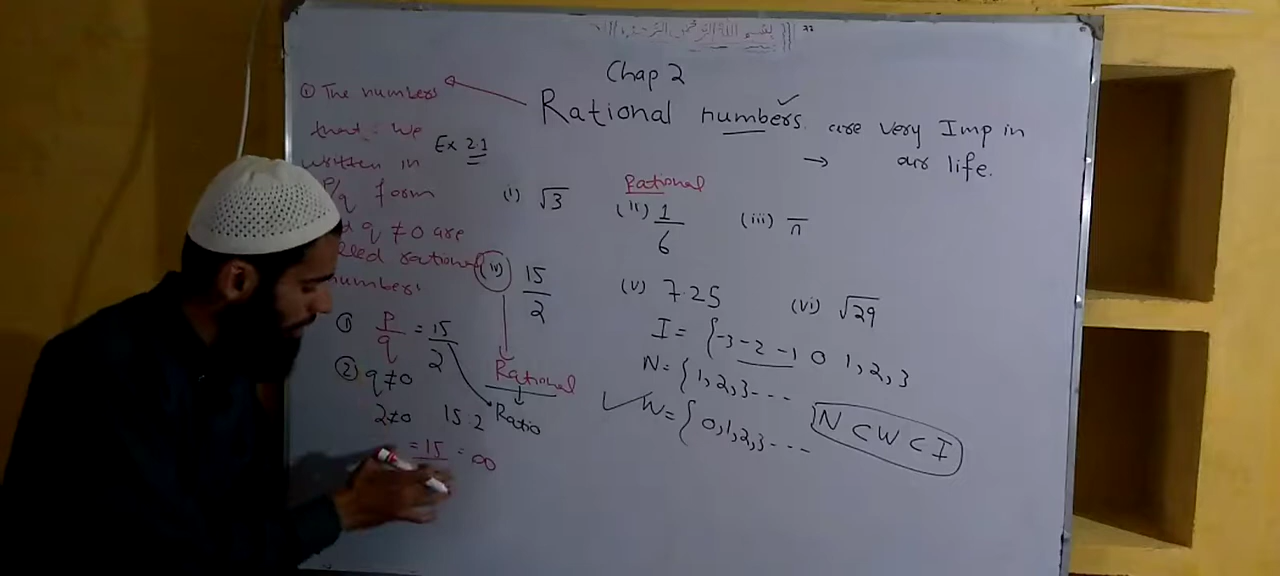 Chap 2
Rational numbers are very Imp in
→ our life.
① The numbers
that we
written in
P/q form
q ≠ 0 are
rational
numbers
Ex 2.1
(i) √3
Rational
(ii) 1/6
(iii) π
(iv) 15/2
(v) 7.25
(vi) √29
① P/q = 15/2
② q ≠ 0
2 ≠ 0
15:2
Rational
Ratio
= 15 = ∞
I = { -3 -2 -1 0 1, 2, 3
N = { 1, 2, 3 - - -
W = { 0, 1, 2, 3 - - -
N ⊂ W ⊂ I